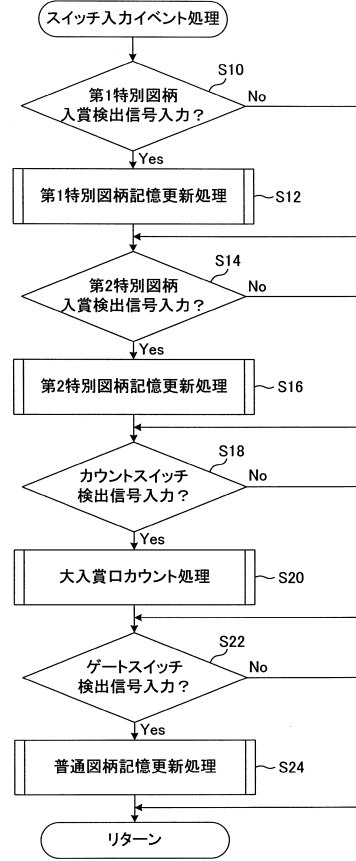 スイッチ入力イベント処理
S10
第1特別図柄
入賞検出信号入力？
No
Yes
第1特別図柄記憶更新処理
S12
S14
第2特別図柄
入賞検出信号入力？
No
Yes
第2特別図柄記憶更新処理
S16
S18
カウントスイッチ
検出信号入力？
No
Yes
大入賞口カウント処理
S20
S22
ゲートスイッチ
検出信号入力？
No
Yes
普通図柄記憶更新処理
S24
リターン